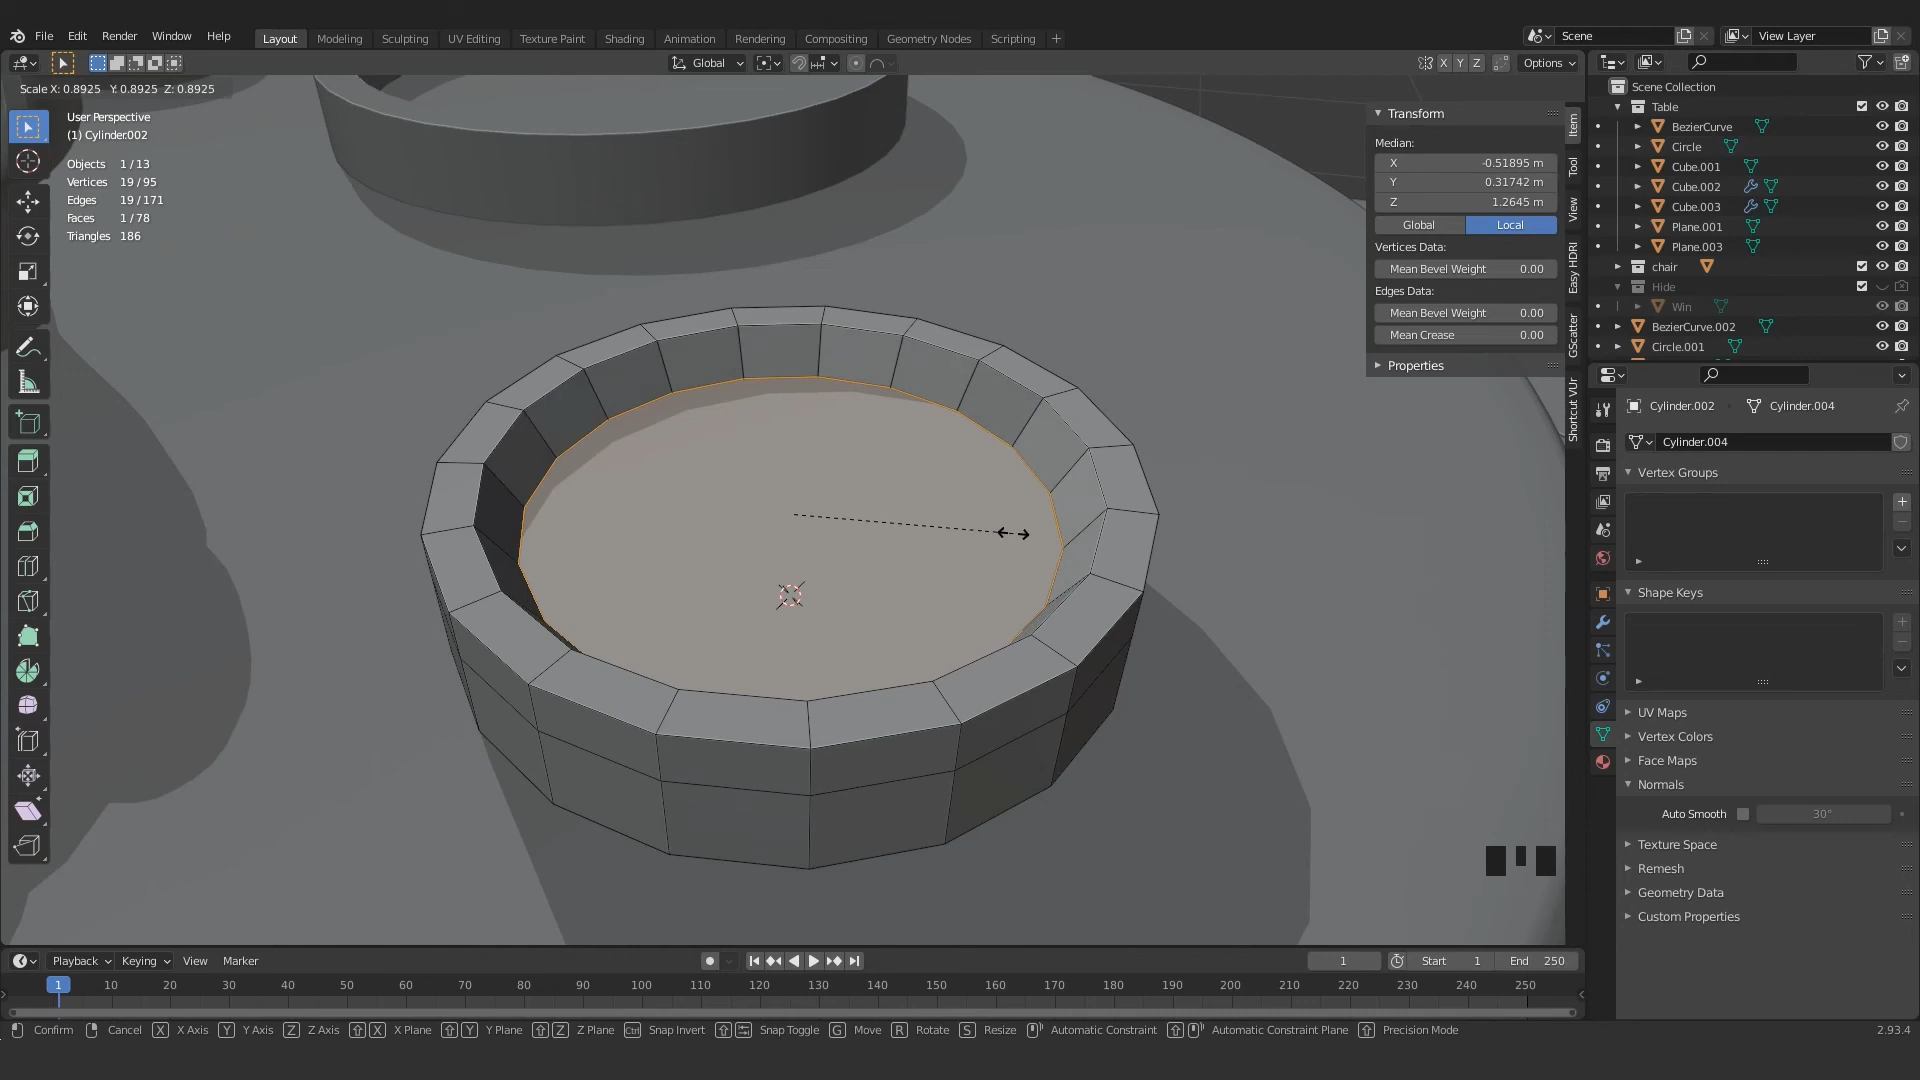 File Edit Render Window Help Layout Modeling Sculpting UV Editing Texture Paint Shading Animation Rendering Compositing Geometry Nodes Scripting + Scene View Layer
Global X Y Z Options
Scale X: 0.8925 Y: 0.8925 Z: 0.8925
User Perspective
(1) Cylinder.002
Objects 1 / 13
Vertices 19 / 95
Edges 19 / 171
Faces 1 / 78
Triangles 186
Transform
Median:
X -0.51895 m
Y 0.31742 m
Z 1.2645 m
Global Local
Vertices Data:
Mean Bevel Weight 0.00
Edges Data:
Mean Bevel Weight 0.00
Mean Crease 0.00
Properties
Item
Tool
View
Easy HDRI
GScatter
Shortcut VUr
Scene Collection
Table
BezierCurve
Circle
Cube.001
Cube.002
Cube.003
Plane.001
Plane.003
chair
Hide
Win
BezierCurve.002
Circle.001
Cylinder.002 Cylinder.004
Cylinder.004
Vertex Groups
Shape Keys
UV Maps
Vertex Colors
Face Maps
Normals
Auto Smooth 30°
Texture Space
Remesh
Geometry Data
Custom Properties
Playback Keying View Marker 1 Start 1 End 250
1 10 20 30 40 50 60 70 80 90 100 110 120 130 140 150 160 170 180 190 200 210 220 230 240 250
Confirm Cancel X X Axis Y Y Axis Z Z Axis X X Plane Y Y Plane Z Z Plane Ctrl Snap Invert Snap Toggle G Move R Rotate S Resize Automatic Constraint Automatic Constraint Plane Precision Mode 2.93.4